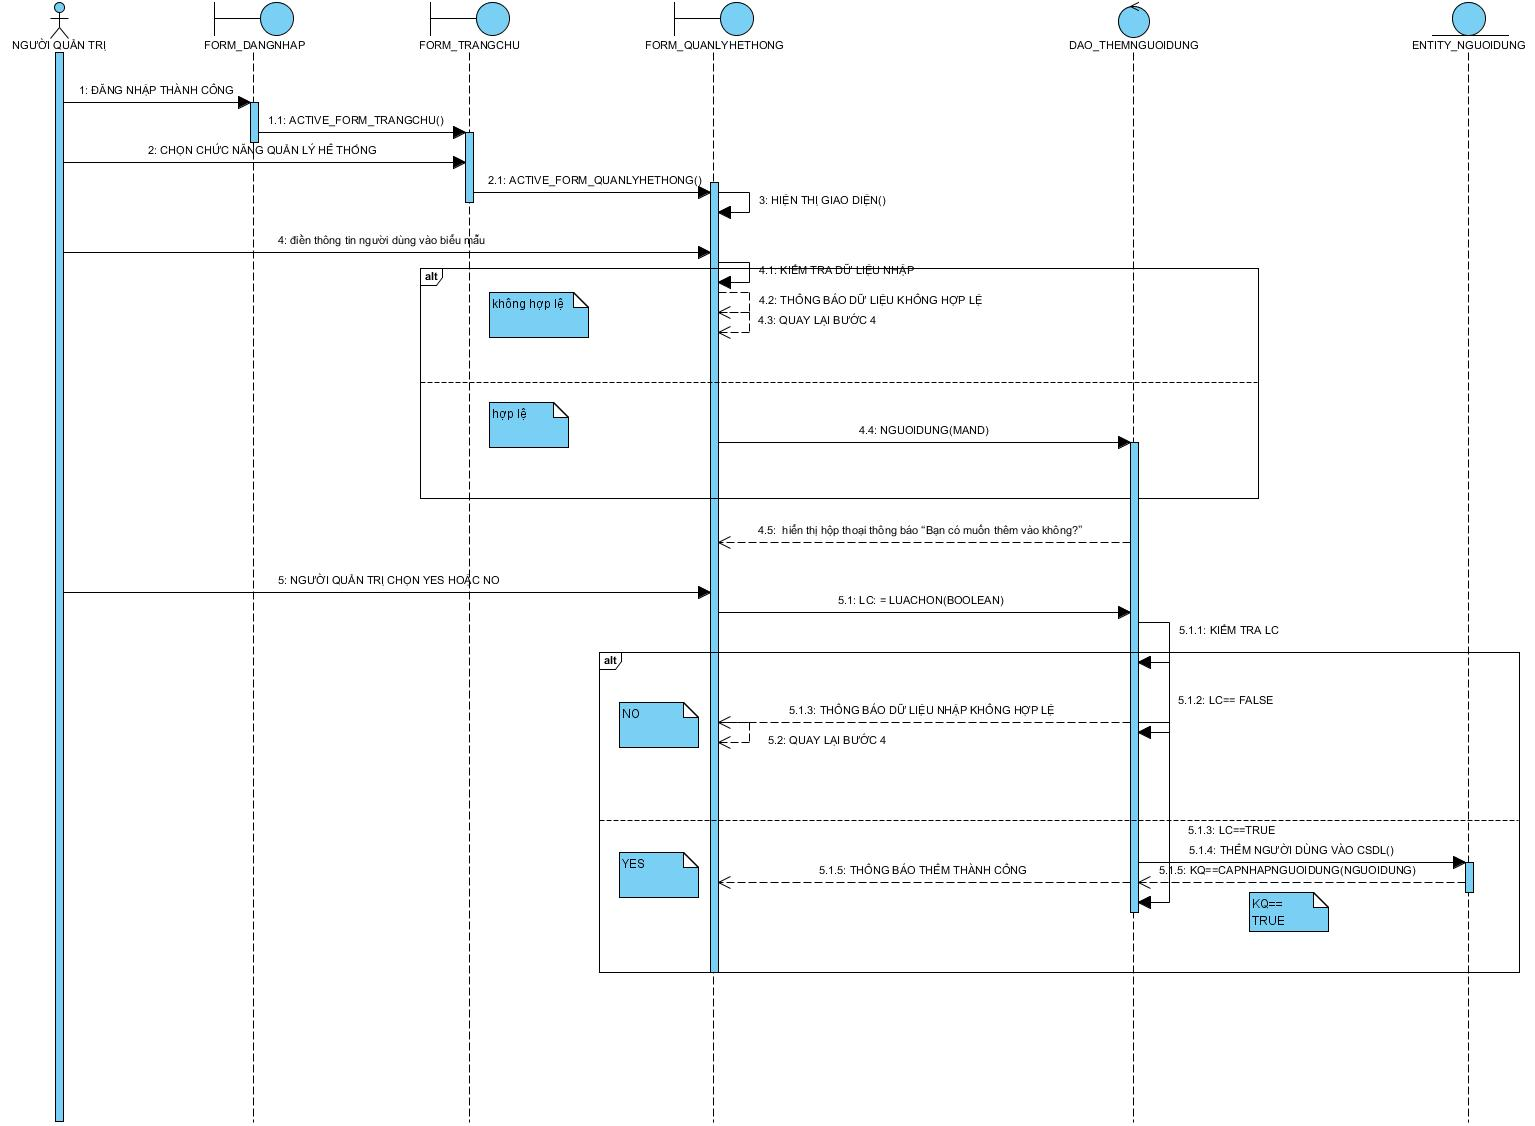 NGƯỜI QUẢN TRỊ
FORM_DANGNHAP
FORM_TRANGCHU
FORM_QUANLYHETHONG
DAO_THEMNGUOIDUNG
ENTITY_NGUOIDUNG
1: ĐĂNG NHẬP THÀNH CÔNG
1.1: ACTIVE_FORM_TRANGCHU()
2: CHỌN CHỨC NĂNG QUẢN LÝ HỆ THỐNG
2.1: ACTIVE_FORM_QUANLYHETHONG()
3: HIỆN THỊ GIAO DIỆN()
4: điền thông tin người dùng vào biểu mẫu
4.1: KIỂM TRA DỮ LIỆU NHẬP
alt
không hợp lệ
4.2: THÔNG BÁO DỮ LIỆU KHÔNG HỢP LỆ
4.3: QUAY LẠI BƯỚC 4
hợp lệ
4.4: NGUOIDUNG(MAND)
4.5: hiển thị hộp thoại thông báo “Bạn có muốn thêm vào không?”
5: NGƯỜI QUẢN TRỊ CHỌN YES HOẶC NO
5.1: LC: = LUACHON(BOOLEAN)
5.1.1: KIỂM TRA LC
alt
5.1.2: LC== FALSE
NO
5.1.3: THÔNG BÁO DỮ LIỆU NHẬP KHÔNG HỢP LỆ
5.2: QUAY LẠI BƯỚC 4
5.1.3: LC==TRUE
5.1.4: THÊM NGƯỜI DÙNG VÀO CSDL()
YES
5.1.5: THÔNG BÁO THÊM THÀNH CÔNG
5.1.5: KQ==CAPNHAPNGUOIDUNG(NGUOIDUNG)
KQ==
TRUE